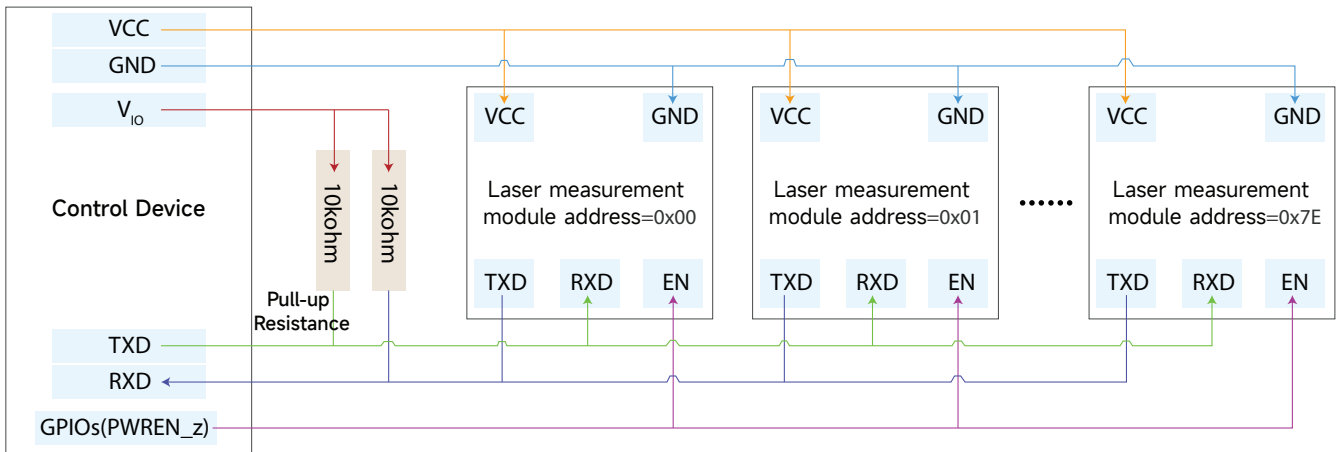 VCC
GND
V_IO
Control Device
TXD
RXD
GPIOs(PWREN_z)
10kohm
10kohm
Pull-up
Resistance
VCC
GND
Laser measurement
module address=0x00
TXD
RXD
EN
VCC
GND
Laser measurement
module address=0x01
TXD
RXD
EN
......
VCC
GND
Laser measurement
module address=0x7E
TXD
RXD
EN